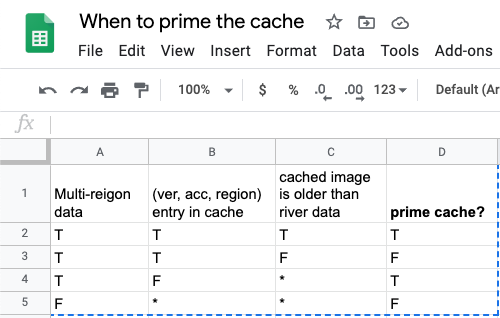 When to prime the cache
File Edit View Insert Format Data Tools Add-ons
100% $ % .0 .00 123 Default (Ar
fx
A B C D
1 Multi-reigon data (ver, acc, region) entry in cache cached image is older than river data prime cache?
2 T T T T
3 T T F F
4 T F * T
5 F * * F